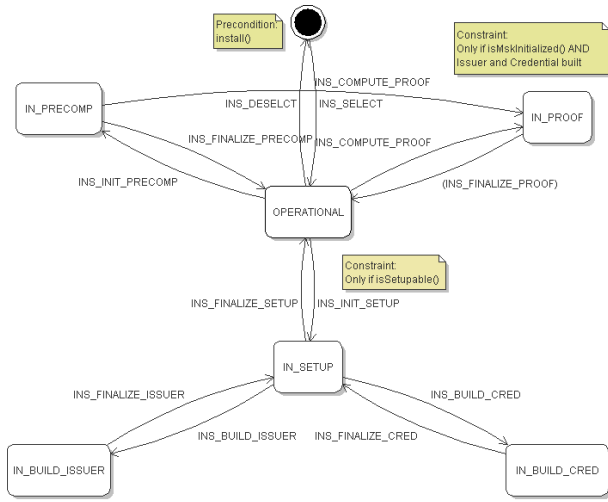 Precondition:
install()
Constraint:
Only if isMskInitialized() AND
Issuer and Credential built
INS_COMPUTE_PROOF
IN_PRECOMP
INS_DESELCT
INS_SELECT
IN_PROOF
INS_FINALIZE_PRECOMP
INS_COMPUTE_PROOF
INS_INIT_PRECOMP
(INS_FINALIZE_PROOF)
OPERATIONAL
Constraint:
Only if isSetupable()
INS_FINALIZE_SETUP
INS_INIT_SETUP
IN_SETUP
INS_FINALIZE_ISSUER
INS_BUILD_CRED
INS_BUILD_ISSUER
INS_FINALIZE_CRED
IN_BUILD_ISSUER
IN_BUILD_CRED